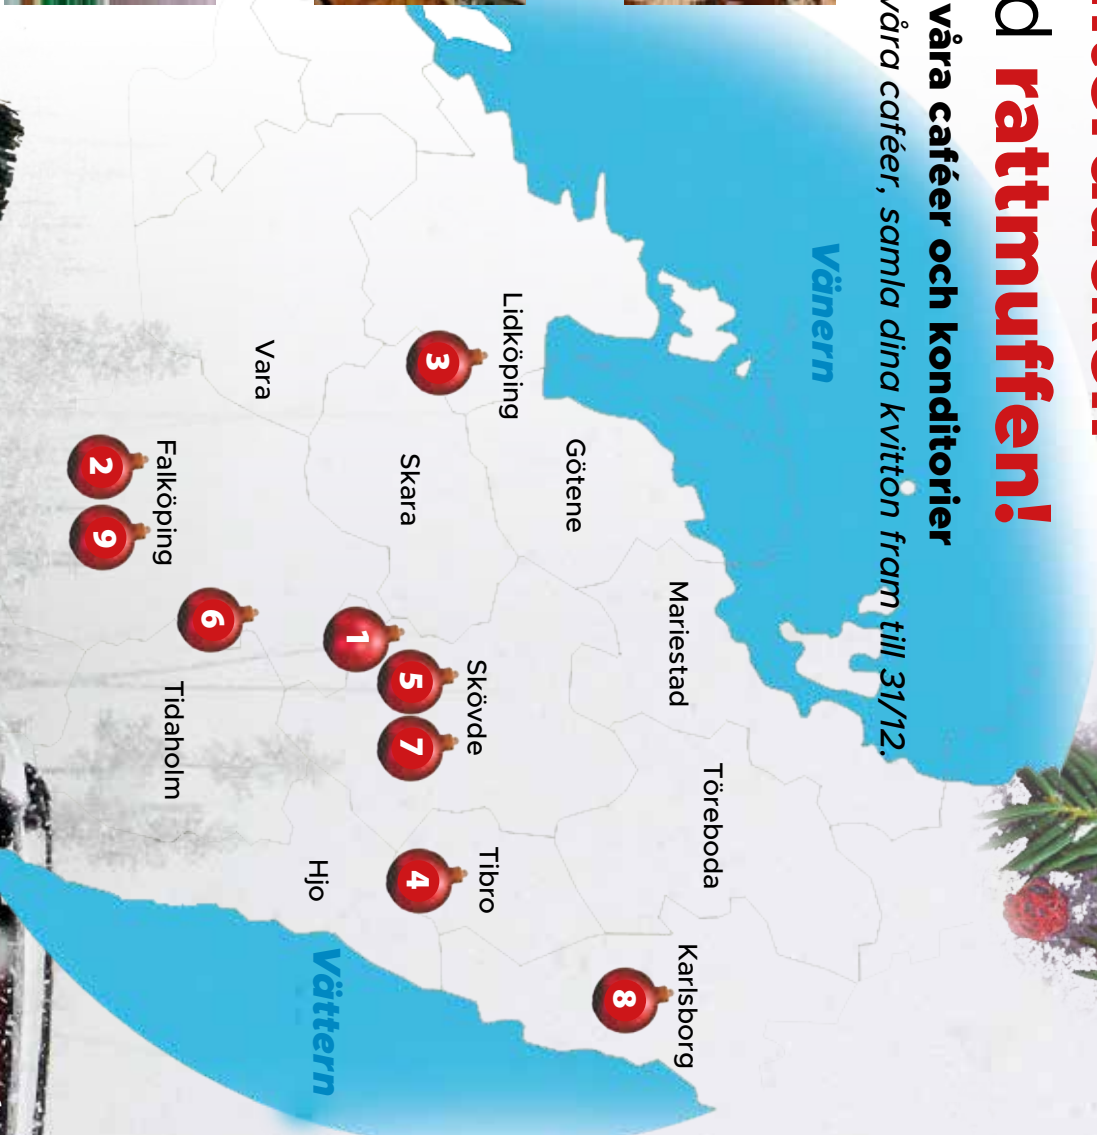 rattmuffen!
våra caféer och konditorier
våra caféer, samla dina kvitton fram till 31/12.
Vänern
Töreboda
Karlsborg
Mariestad
8
Götene
Lidköping
Tibro
Skövde
3
4
5
7
Skara
1
Hjo
Vättern
Vara
6
Tidaholm
Falköping
2
9